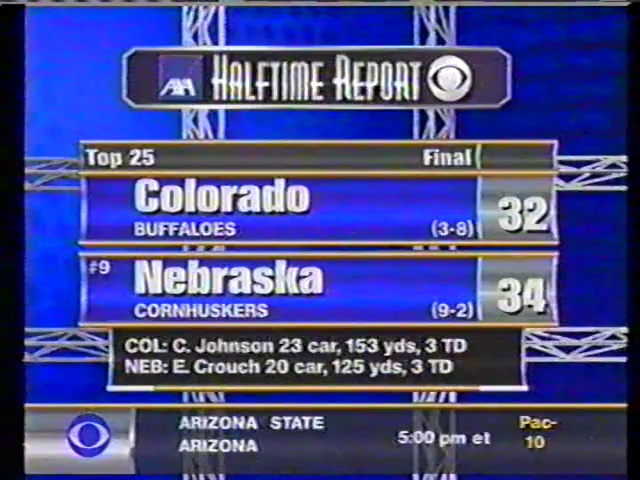 AXA HALFTIME REPORT
Top 25 Final
Colorado 32
BUFFALOES (3-8)
#9 Nebraska 34
CORNHUSKERS (9-2)
COL: C. Johnson 23 car, 153 yds, 3 TD
NEB: E. Crouch 20 car, 125 yds, 3 TD
ARIZONA STATE
ARIZONA
5:00 pm et
Pac-
10